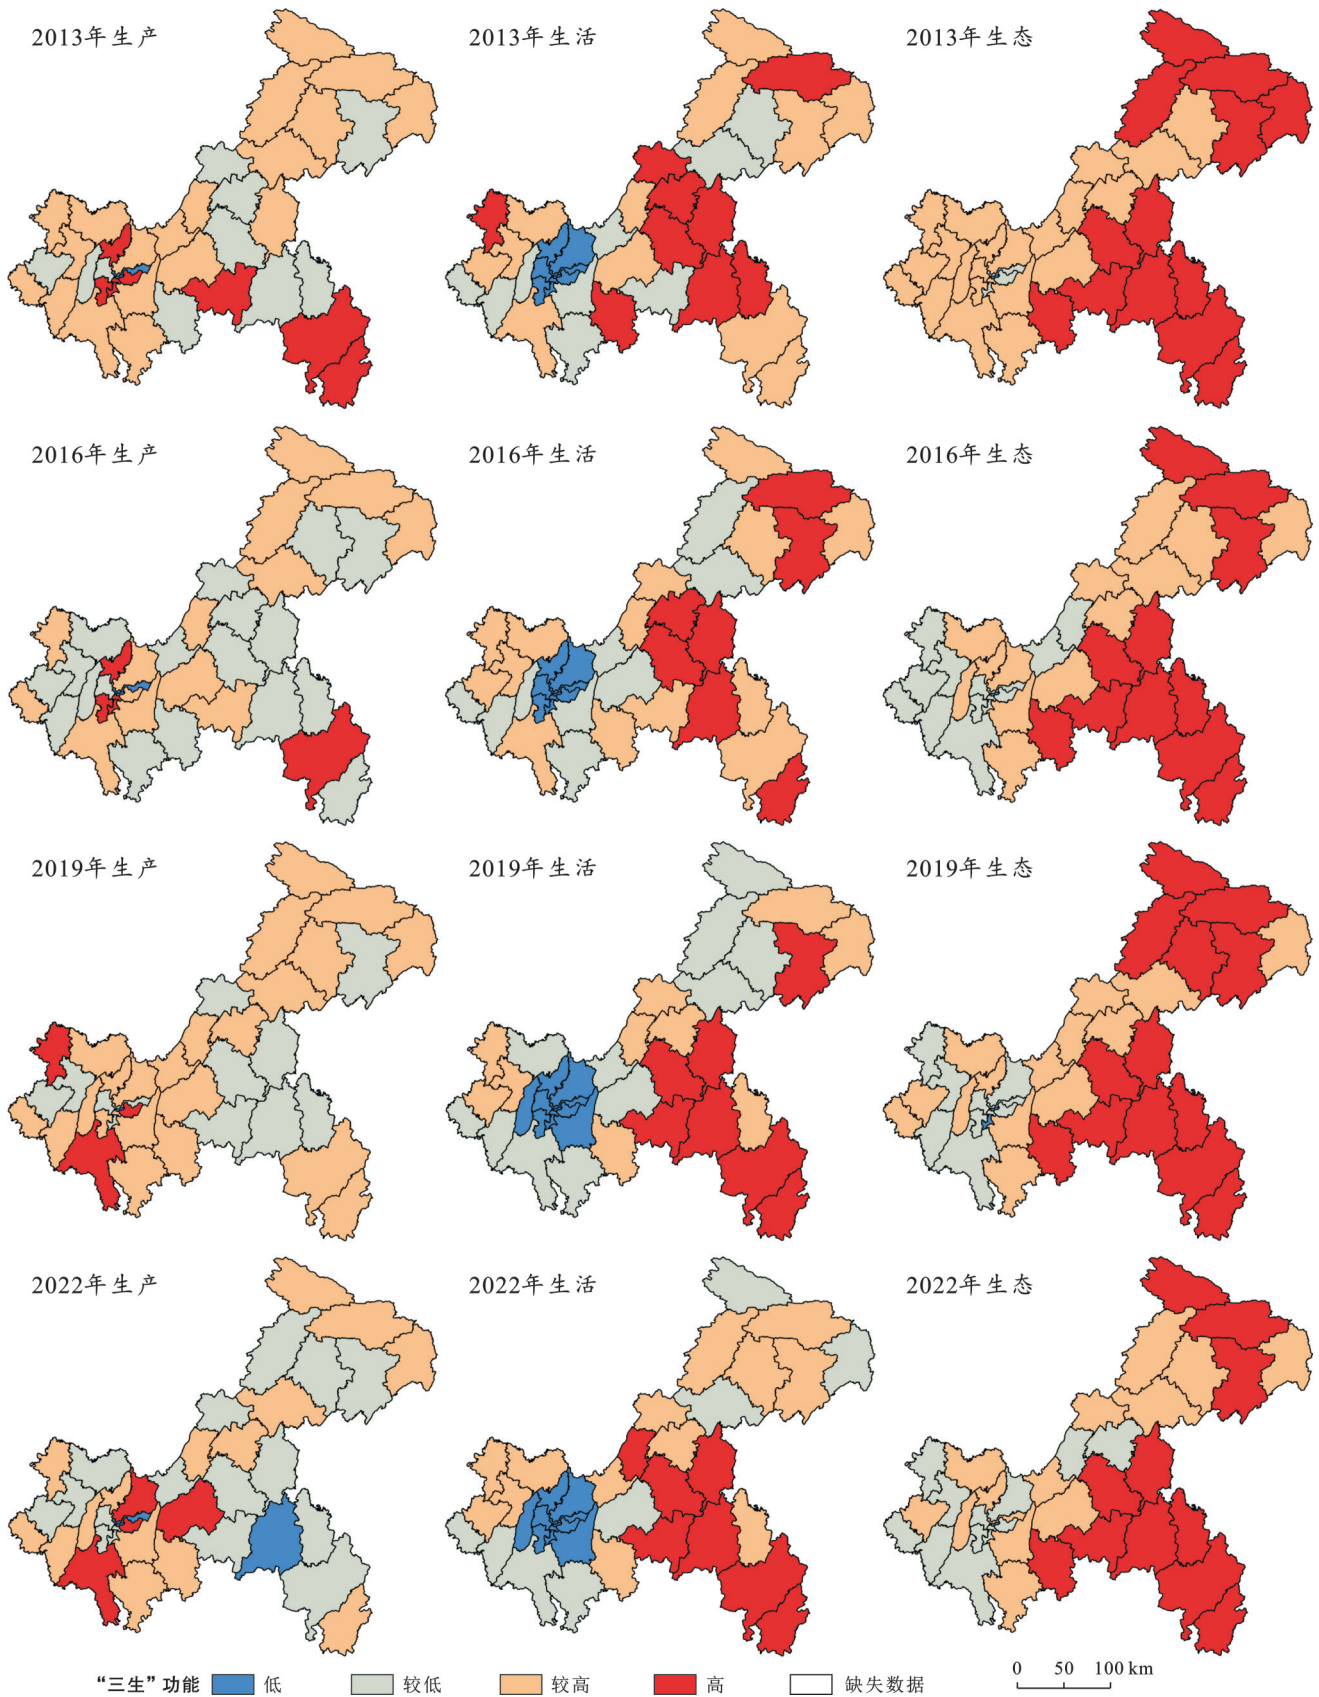 2013年生产
2013年生活
2013年生态
2016年生产
2016年生活
2016年生态
2019年生产
2019年生活
2019年生态
2022年生产
2022年生活
2022年生态
“三生”功能 低 较低 较高 高 缺失数据
0 50 100 km